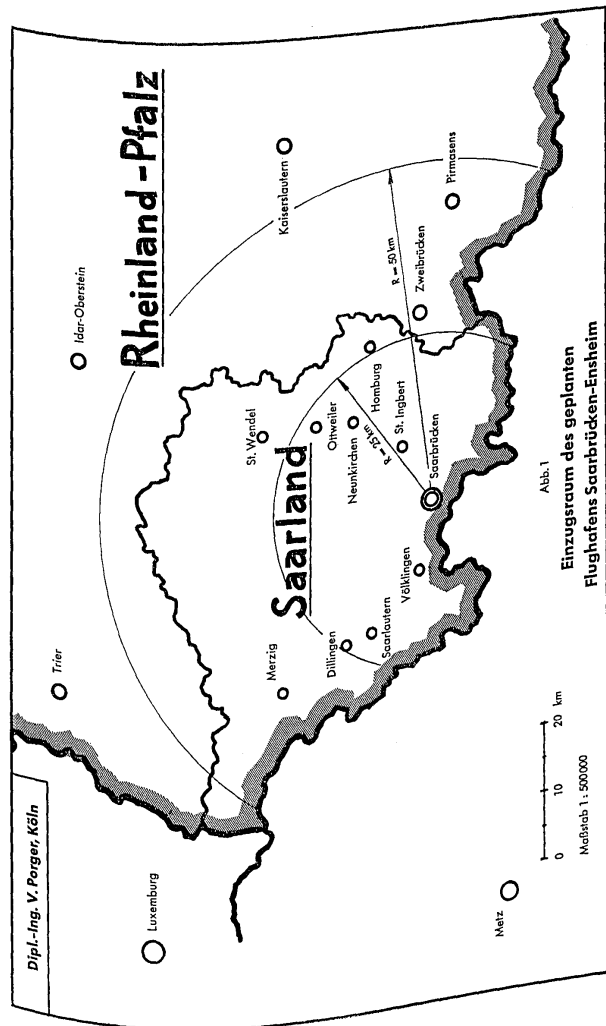 Dipl.-Ing. V. Porger, Köln
Rheinland-Pfalz
Luxemburg
Trier
Idar-Oberstein
Kaiserslautern
Saarland
Merzig
St. Wendel
Ottweiler
Dillingen
Neunkirchen
Homburg
Saarlautern
R = 25 km
St. Ingbert
R = 50 km
Völklingen
Zweibrücken
Pirmasens
Saarbrücken
Metz
0 10 20 km
Maßstab 1 : 500000
Abb. 1
Einzugsraum des geplanten
Flughafens Saarbrücken-Ensheim